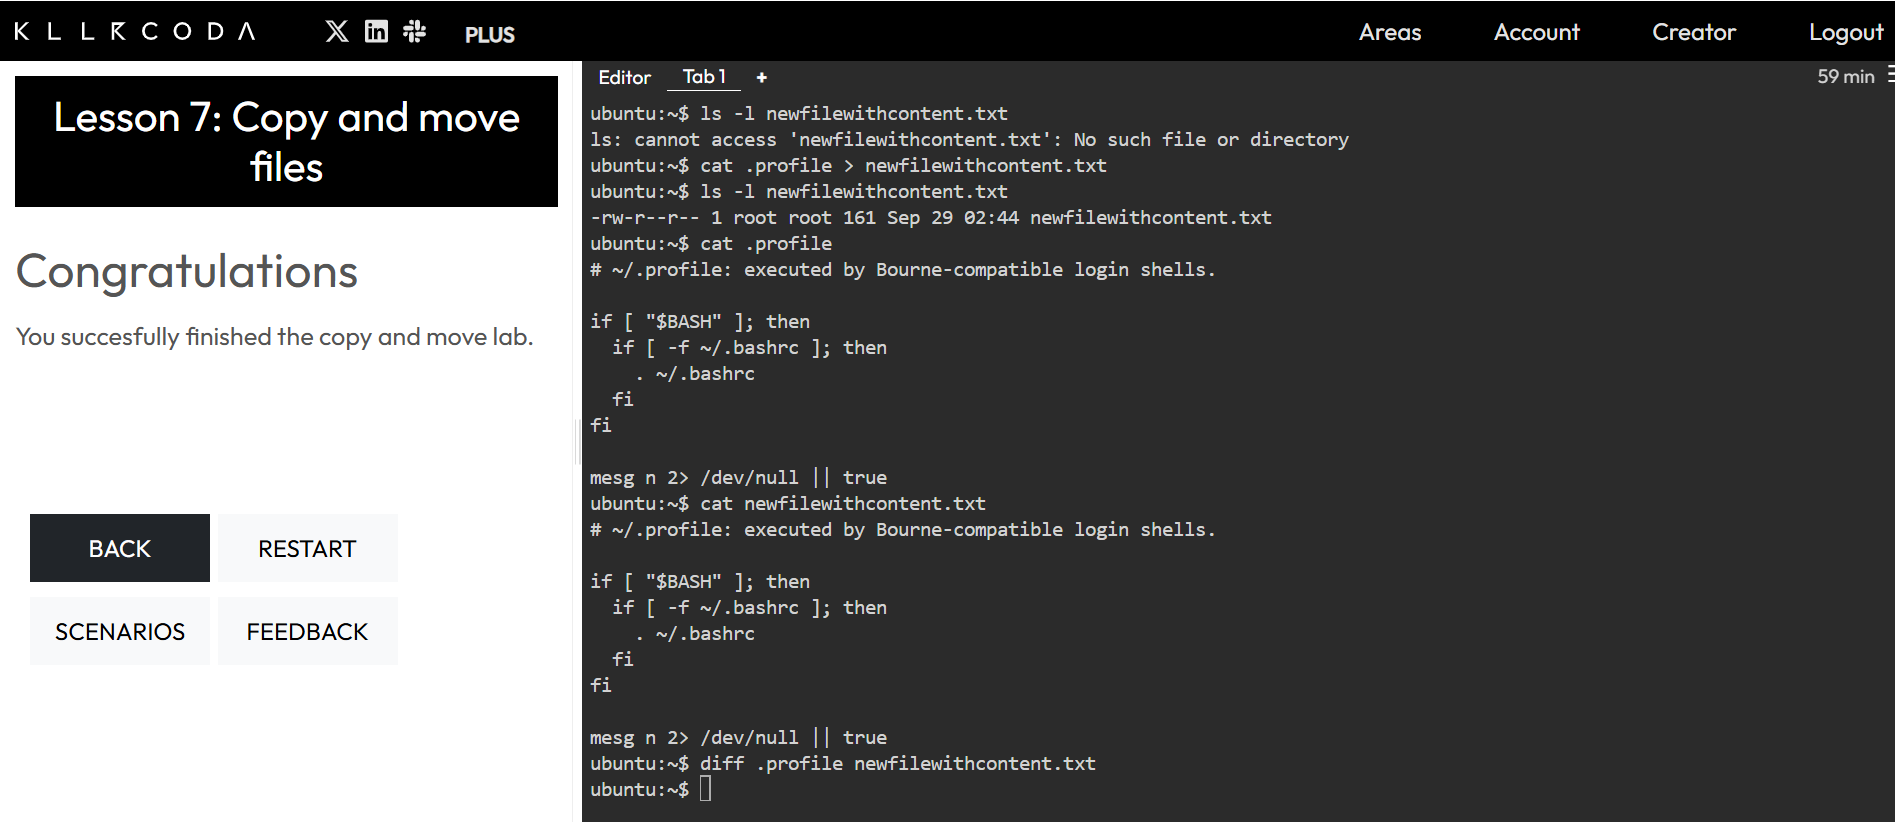 KILLERCODA
PLUS
Areas
Account
Creator
Logout
Lesson 7: Copy and move
files
Congratulations
You succesfully finished the copy and move lab.
BACK
RESTART
SCENARIOS
FEEDBACK
Editor
Tab 1
+
59 min
ubuntu:~$ ls -l newfilewithcontent.txt
ls: cannot access 'newfilewithcontent.txt': No such file or directory
ubuntu:~$ cat .profile > newfilewithcontent.txt
ubuntu:~$ ls -l newfilewithcontent.txt
-rw-r--r-- 1 root root 161 Sep 29 02:44 newfilewithcontent.txt
ubuntu:~$ cat .profile
# ~/.profile: executed by Bourne-compatible login shells.
if [ "$BASH" ]; then
  if [ -f ~/.bashrc ]; then
    . ~/.bashrc
  fi
fi
mesg n 2> /dev/null || true
ubuntu:~$ cat newfilewithcontent.txt
# ~/.profile: executed by Bourne-compatible login shells.
if [ "$BASH" ]; then
  if [ -f ~/.bashrc ]; then
    . ~/.bashrc
  fi
fi
mesg n 2> /dev/null || true
ubuntu:~$ diff .profile newfilewithcontent.txt
ubuntu:~$